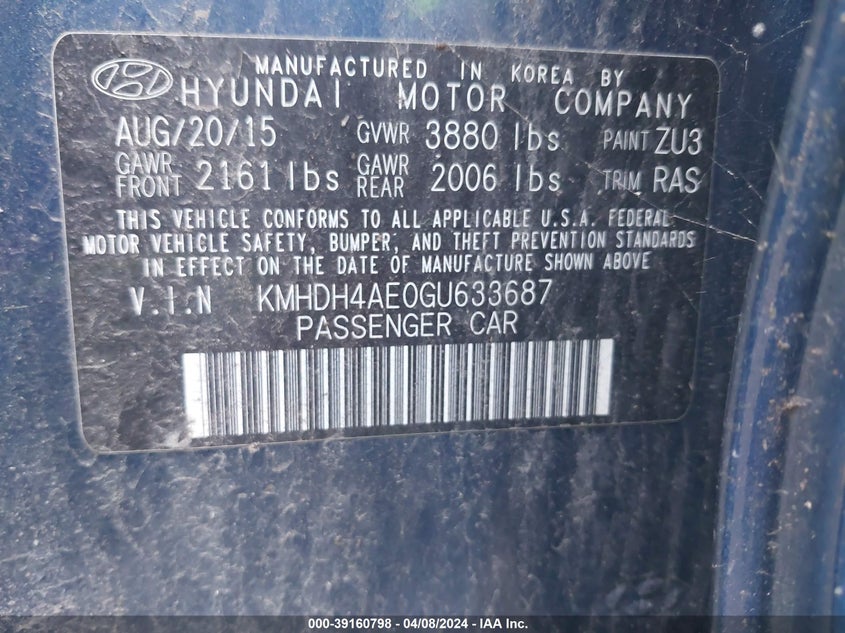 MANUFACTURED IN KOREA BY
HYUNDAI MOTOR COMPANY
AUG/20/15 GVWR 3880 lbs PAINT ZU3
GAWR FRONT 2161 lbs GAWR REAR 2006 lbs TRIM RAS
THIS VEHICLE CONFORMS TO ALL APPLICABLE U.S.A. FEDERAL
MOTOR VEHICLE SAFETY, BUMPER, AND THEFT PREVENTION STANDARDS
IN EFFECT ON THE DATE OF MANUFACTURE SHOWN ABOVE
V.I.N KMHDH4AE0GU633687
PASSENGER CAR
000-39160798 - 04/08/2024 - IAA Inc.